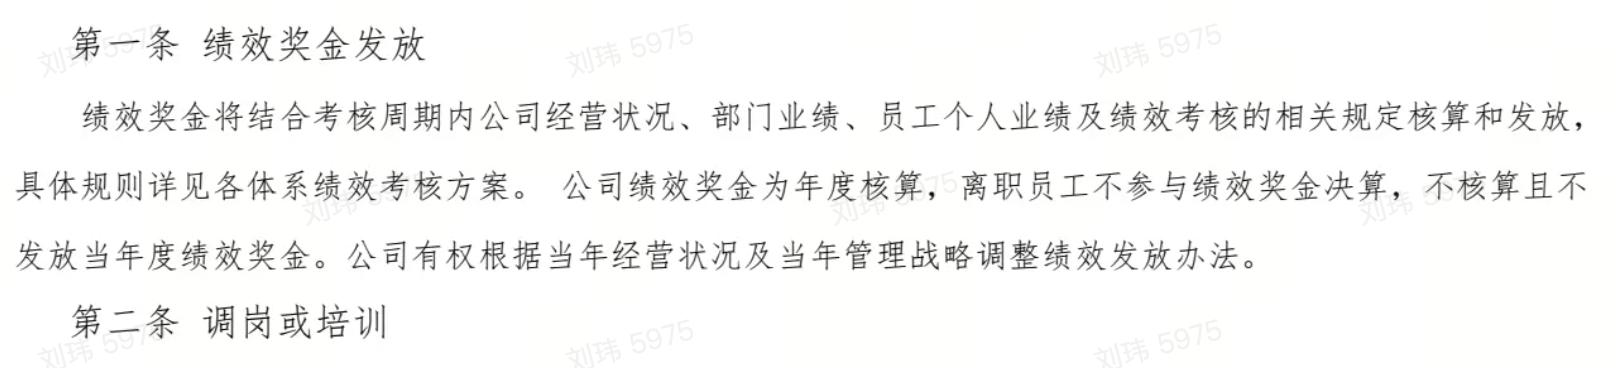 第一条 绩效奖金发放
绩效奖金将结合考核周期内公司经营状况、部门业绩、员工个人业绩及绩效考核的相关规定核算和发放，
具体规则详见各体系绩效考核方案。 公司绩效奖金为年度核算，离职员工不参与绩效奖金决算，不核算且不
发放当年度绩效奖金。公司有权根据当年经营状况及当年管理战略调整绩效发放办法。
第二条 调岗或培训
刘玮 5975
刘玮 5975
刘玮 5975
刘玮 5975
刘玮 5975
刘玮 5975
刘玮 5975
刘玮 5975
刘玮 5975